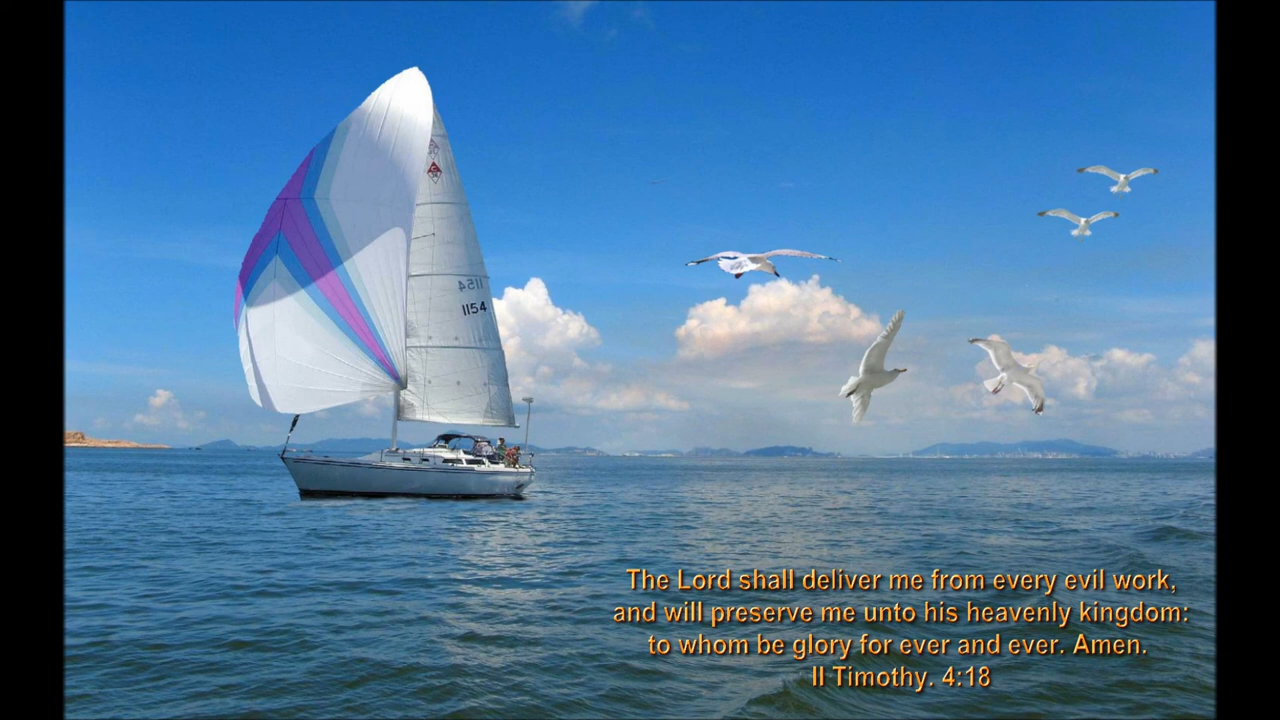 1154
1154
The Lord shall deliver me from every evil work,
and will preserve me unto his heavenly kingdom:
to whom be glory for ever and ever. Amen.
II Timothy. 4:18